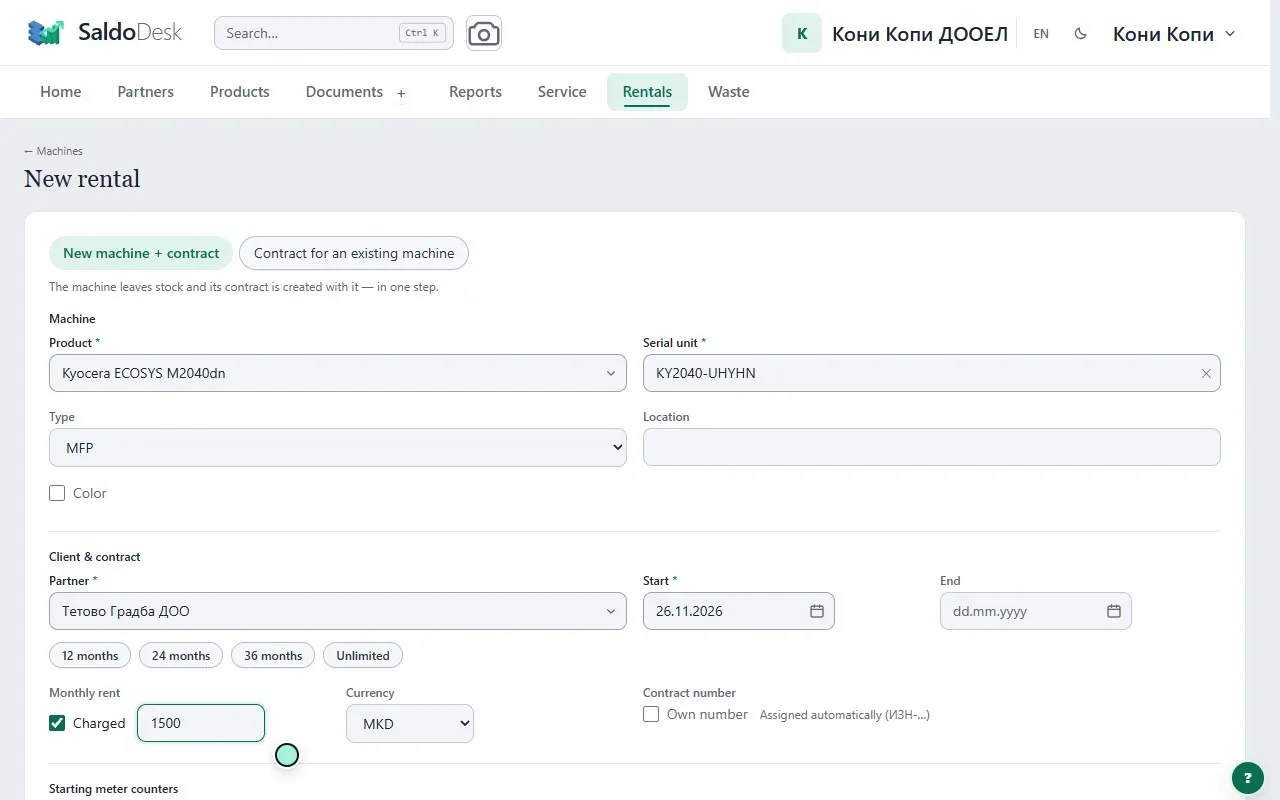 SaldoDesk
Search... Ctrl K
К Кони Копи ДООЕЛ EN Кони Копи
Home Partners Products Documents + Reports Service Rentals Waste
← Machines
New rental
New machine + contract Contract for an existing machine
The machine leaves stock and its contract is created with it — in one step.
Machine
Product * Serial unit *
Kyocera ECOSYS M2040dn KY2040-UHYHN
Type Location
MFP
Color
Client & contract
Partner * Start * End
Тетово Градба ДОО 26.11.2026 dd.mm.yyyy
12 months 24 months 36 months Unlimited
Monthly rent Currency Contract number
Charged 1500 MKD Own number Assigned automatically (ИЗН-...)
Starting meter counters
?